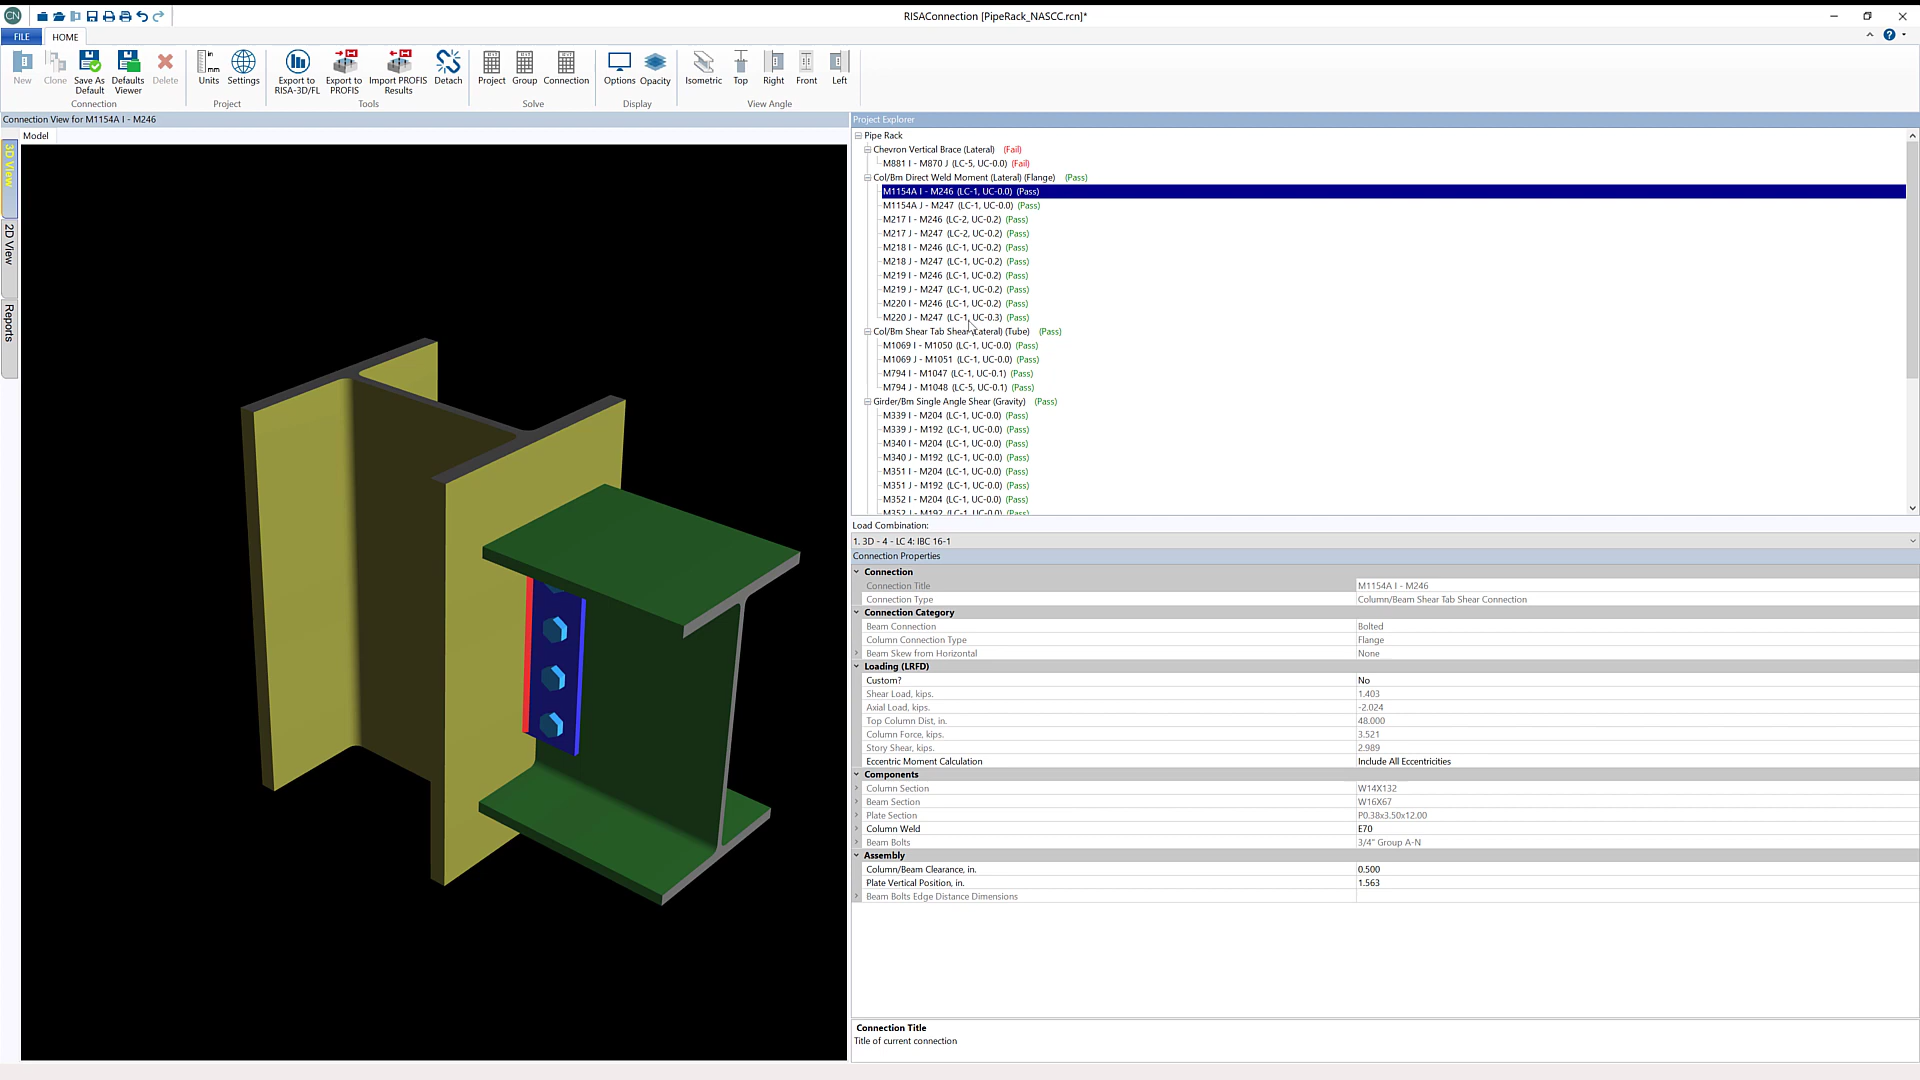 CN
RISAConnection [PipeRack_NASCC.rcn]*
FILE
HOME
New
Clone
Save As Default
Defaults Viewer
Delete
in mm
Units
Settings
Export to RISA-3D/FL
Export to PROFIS
Import PROFIS Results
Detach
Project
Group
Connection
Options
Opacity
Isometric
Top
Right
Front
Left
Connection
Project
Tools
Solve
Display
View Angle
Connection View for M1154A I - M246
Model
3D View
2D View
Reports
Project Explorer
Pipe Rack
Chevron Vertical Brace (Lateral) (Fail)
M881 I - M870 J (LC-5, UC-0.0) (Fail)
Col/Bm Direct Weld Moment (Lateral) (Flange) (Pass)
M1154A I - M246 (LC-1, UC-0.0) (Pass)
M1154A J - M247 (LC-1, UC-0.0) (Pass)
M217 I - M246 (LC-2, UC-0.2) (Pass)
M217 J - M247 (LC-2, UC-0.2) (Pass)
M218 I - M246 (LC-1, UC-0.2) (Pass)
M218 J - M247 (LC-1, UC-0.2) (Pass)
M219 I - M246 (LC-1, UC-0.2) (Pass)
M219 J - M247 (LC-1, UC-0.2) (Pass)
M220 I - M246 (LC-1, UC-0.2) (Pass)
M220 J - M247 (LC-1, UC-0.3) (Pass)
Col/Bm Shear Tab Shear (Lateral) (Tube) (Pass)
M1069 I - M1050 (LC-1, UC-0.0) (Pass)
M1069 J - M1051 (LC-1, UC-0.0) (Pass)
M794 I - M1047 (LC-1, UC-0.1) (Pass)
M794 J - M1048 (LC-5, UC-0.1) (Pass)
Girder/Bm Single Angle Shear (Gravity) (Pass)
M339 I - M204 (LC-1, UC-0.0) (Pass)
M339 J - M192 (LC-1, UC-0.0) (Pass)
M340 I - M204 (LC-1, UC-0.0) (Pass)
M340 J - M192 (LC-1, UC-0.0) (Pass)
M351 I - M204 (LC-1, UC-0.0) (Pass)
M351 J - M192 (LC-1, UC-0.0) (Pass)
M352 I - M204 (LC-1, UC-0.0) (Pass)
M352 J - M192 (LC-1, UC-0.0) (Pass)
Load Combination:
1. 3D - 4 - LC 4: IBC 16-1
Connection Properties
Connection
Connection Title M1154A I - M246
Connection Type Column/Beam Shear Tab Shear Connection
Connection Category
Beam Connection Bolted
Column Connection Type Flange
Beam Skew from Horizontal None
Loading (LRFD)
Custom? No
Shear Load, kips. 1.403
Axial Load, kips. -2.024
Top Column Dist, in. 48.000
Column Force, kips. 3.521
Story Shear, kips. 2.989
Eccentric Moment Calculation Include All Eccentricities
Components
Column Section W14X132
Beam Section W16X67
Plate Section P0.38x3.50x12.00
Column Weld E70
Beam Bolts 3/4" Group A-N
Assembly
Column/Beam Clearance, in. 0.500
Plate Vertical Position, in. 1.563
Beam Bolts Edge Distance Dimensions
Connection Title
Title of current connection